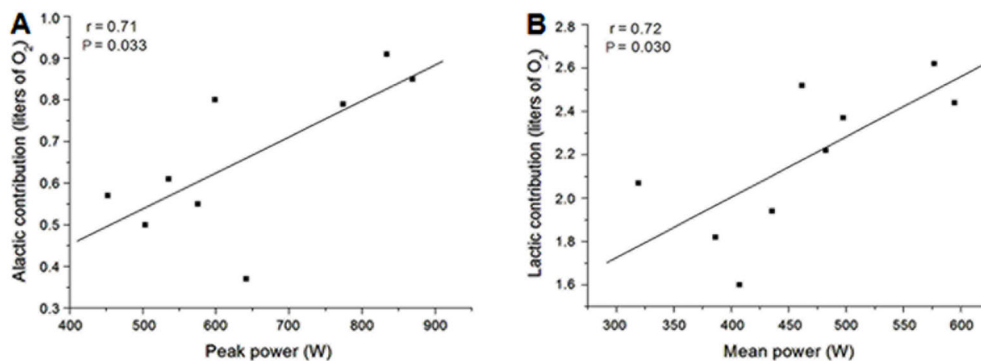 A
r = 0.71
P = 0.033
Alactic contribution (liters of O₂)
1.0
0.9
0.8
0.7
0.6
0.5
0.4
0.3
400 500 600 700 800 900
Peak power (W)
B
r = 0.72
P = 0.030
Lactic contribution (liters of O₂)
2.8
2.6
2.4
2.2
2.0
1.8
1.6
300 350 400 450 500 550 600
Mean power (W)